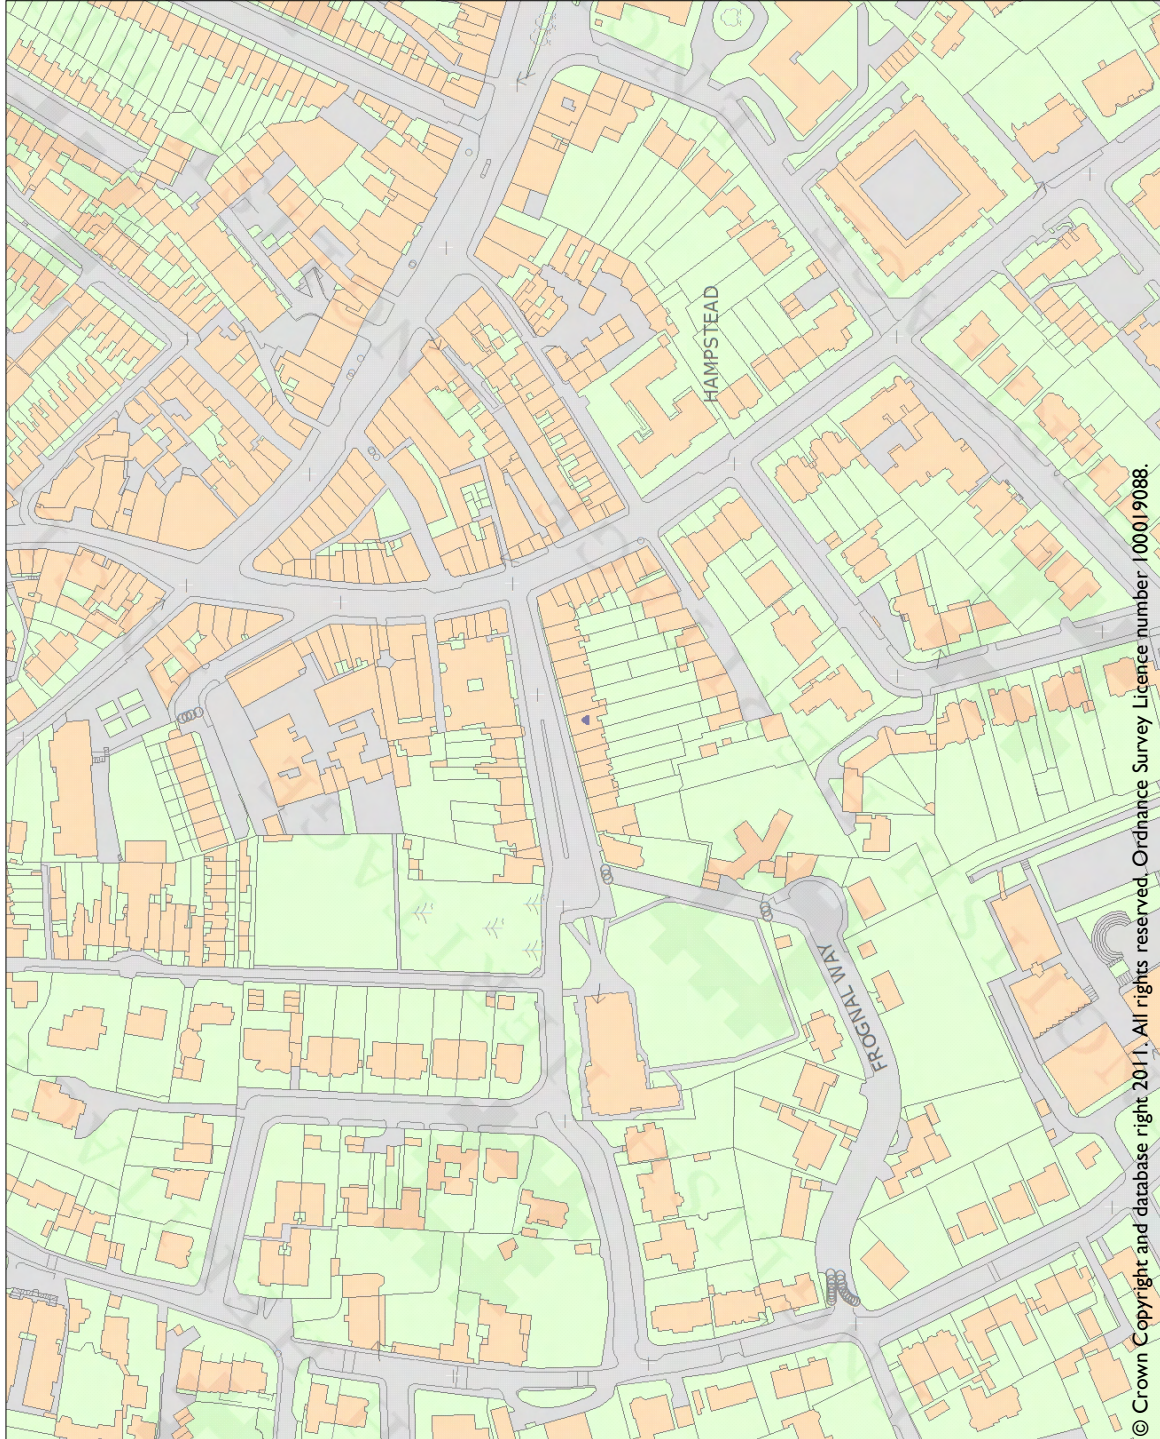 HAMPSTEAD
FROGNAL WAY
© Crown Copyright and database right 2011. All rights reserved. Ordnance Survey Licence number 100019088.